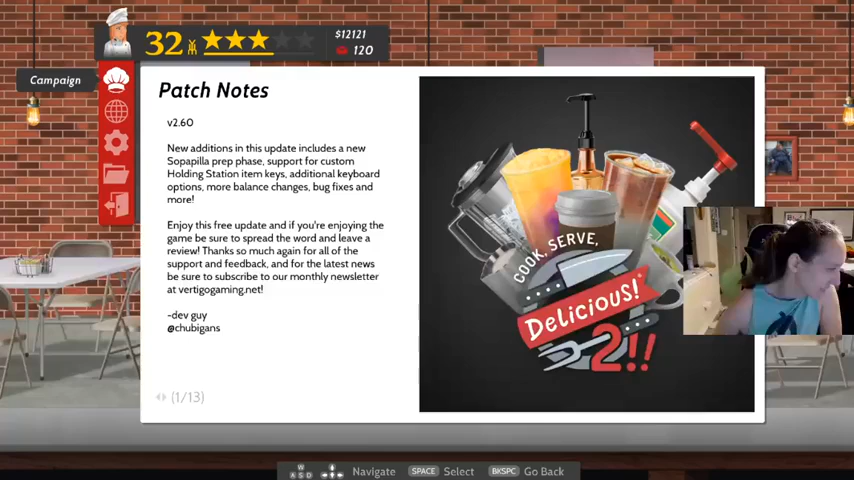 32
$12121
120
Campaign
Patch Notes
v2.60
New additions in this update includes a new
Sopapilla prep phase, support for custom
Holding Station item keys, additional keyboard
options, more balance changes, bug fixes and
more!
Enjoy this free update and if you're enjoying the
game be sure to spread the word and leave a
review! Thanks so much again for all of the
support and feedback, and for the latest news
be sure to subscribe to our monthly newsletter
at vertigogaming.net!
-dev guy
@chubigans
(1/13)
COOK, SERVE,
Delicious!
2!!
W
A S D
Navigate
SPACE
Select
BKSPC
Go Back